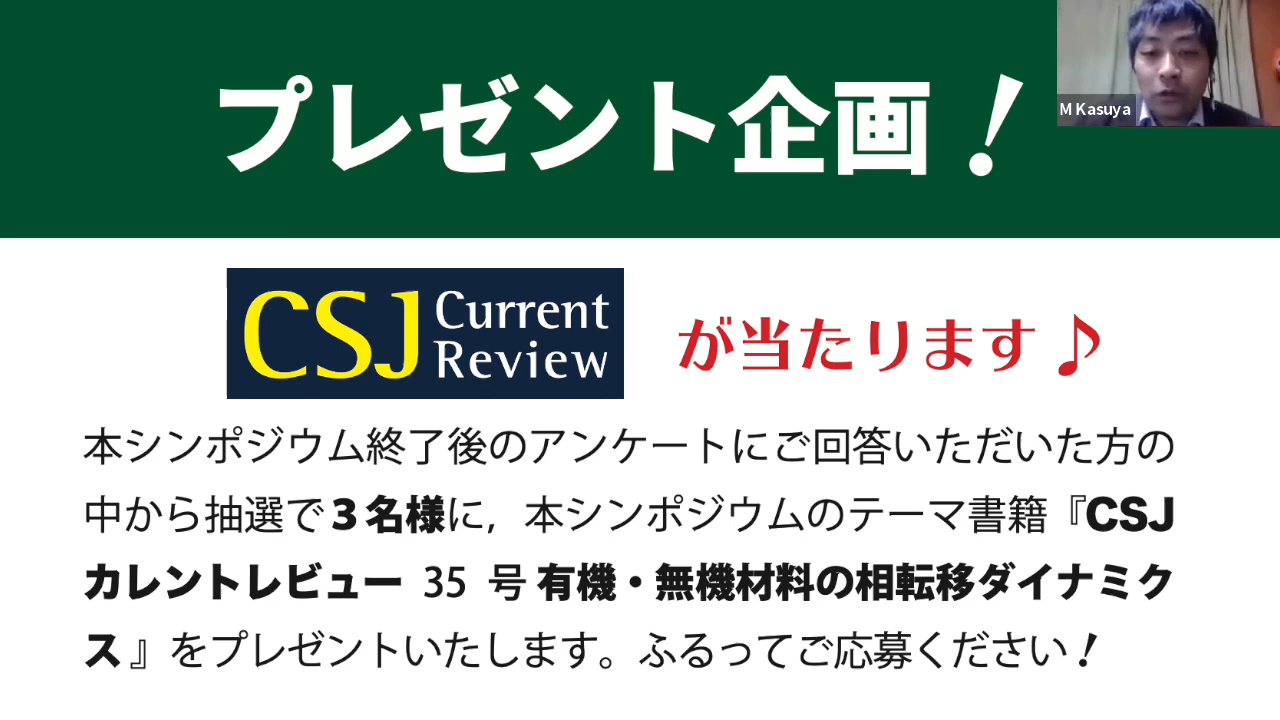 プレゼント企画！
M Kasuya
CSJ Current
Review
が当たります♪
本シンポジウム終了後のアンケートにご回答いただいた方の
中から抽選で３名様に，本シンポジウムのテーマ書籍『CSJ
カレントレビュー 35 号 有機・無機材料の相転移ダイナミク
ス』をプレゼントいたします。ふるってご応募ください！